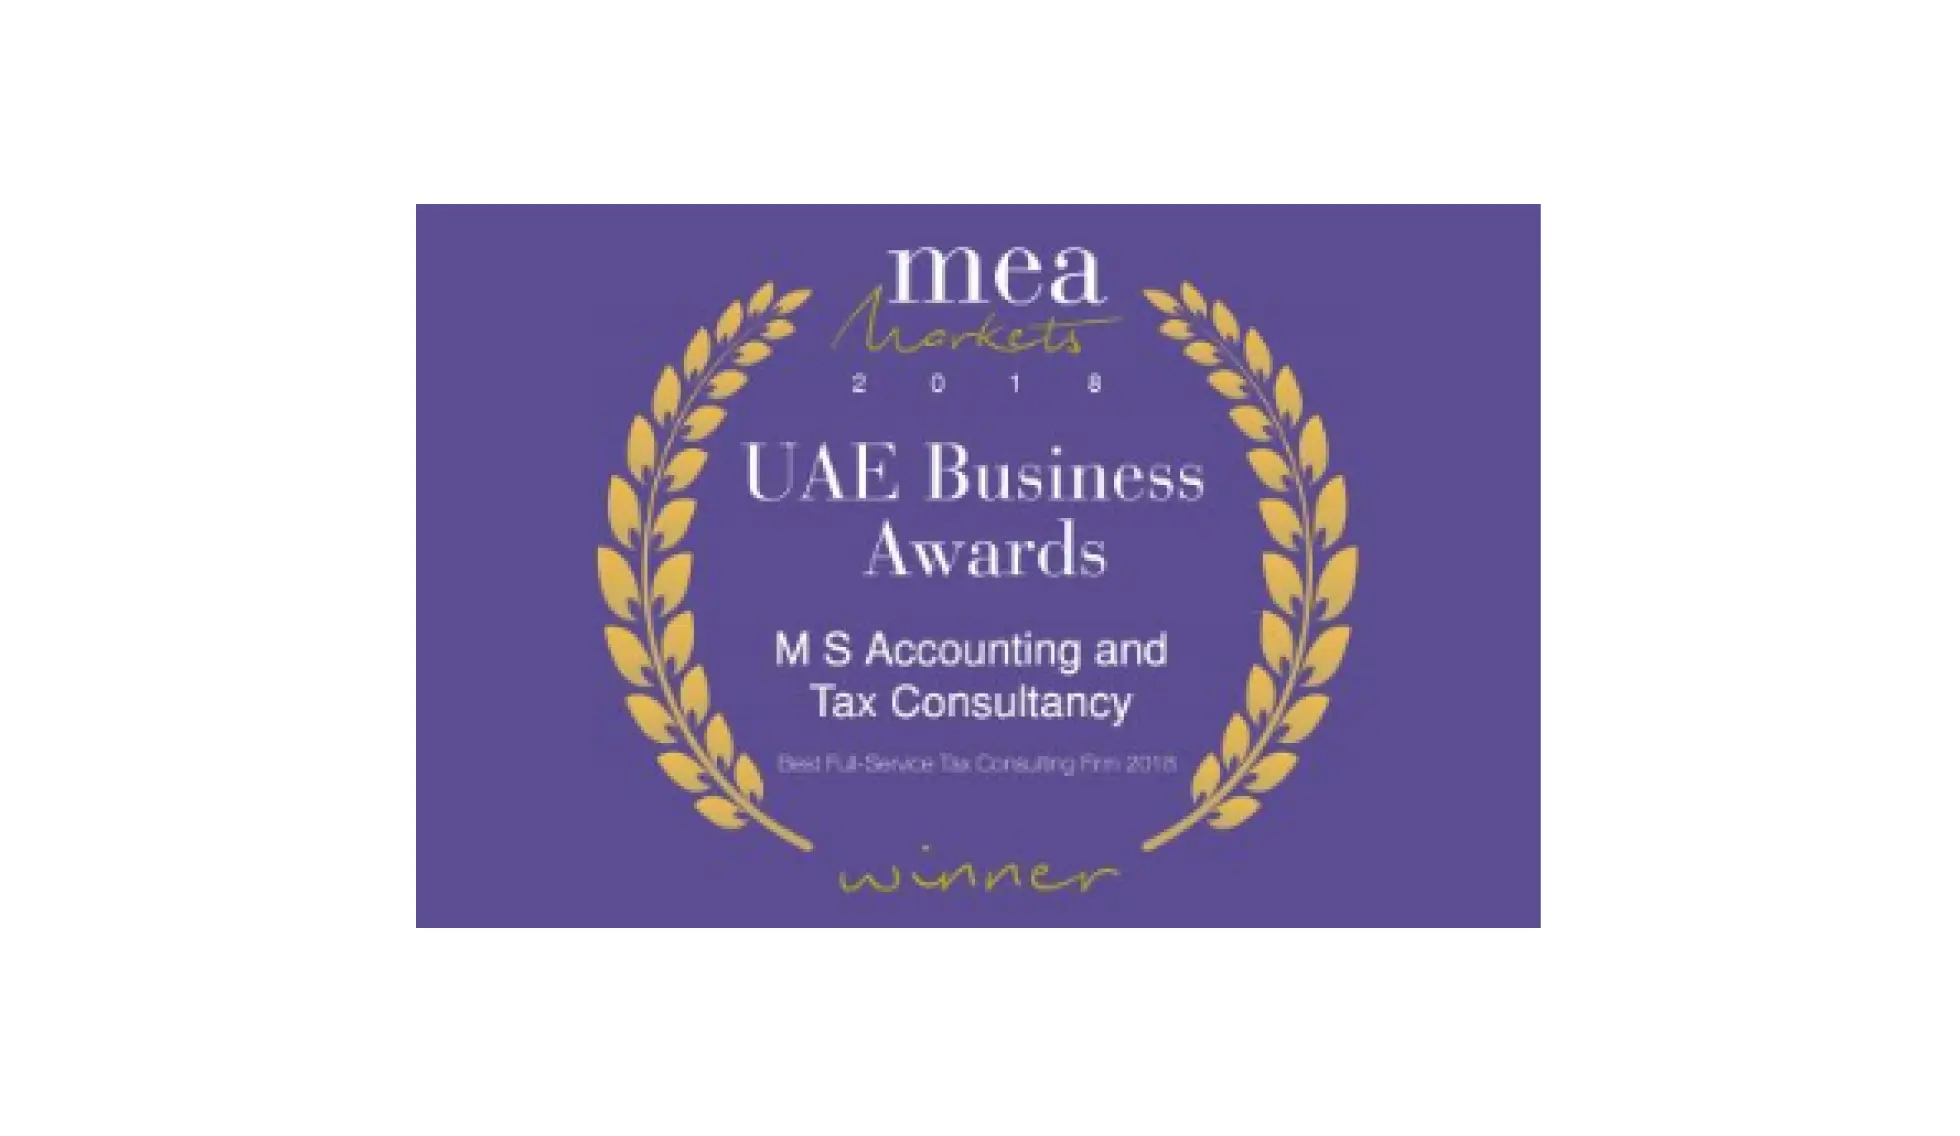 mea
Markets
2 0 1 8
UAE Business
Awards
M S Accounting and
Tax Consultancy
Best Full-Service Tax Consulting Firm 2018
winner